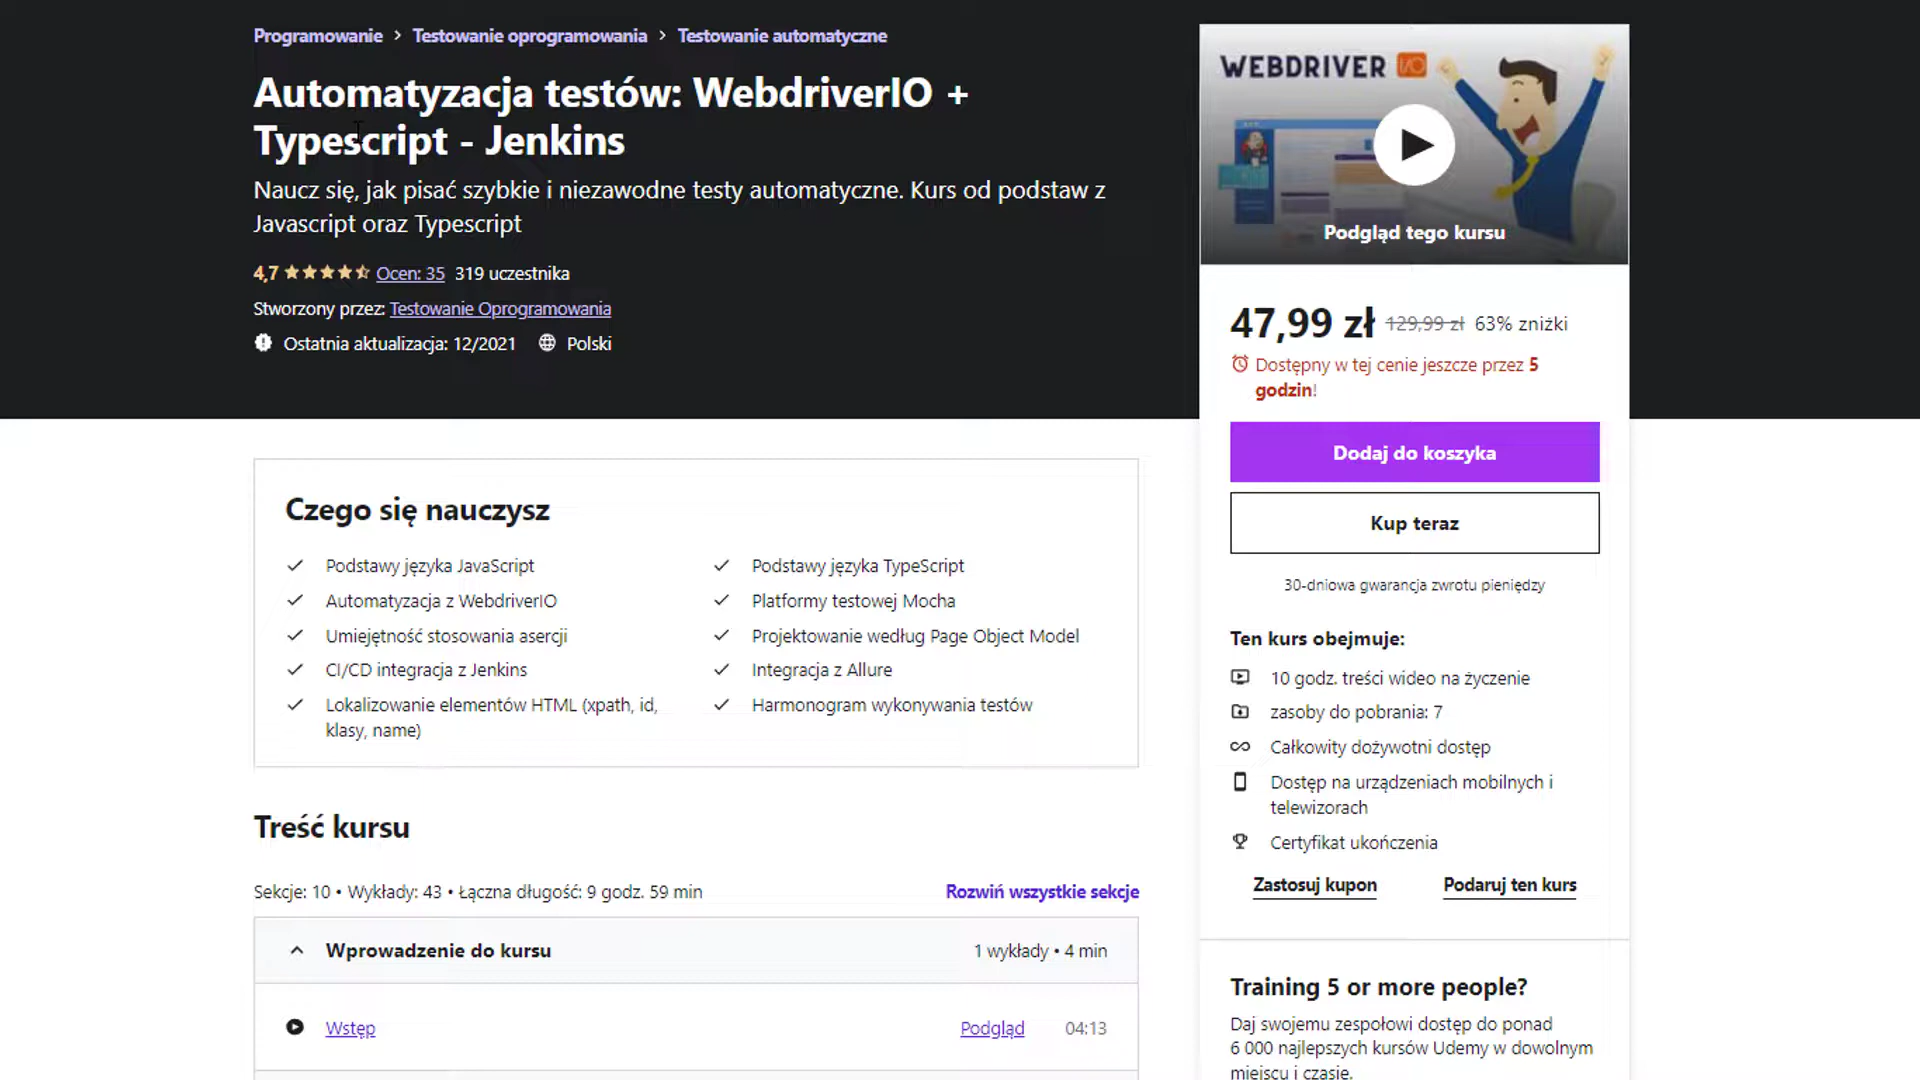 Programowanie > Testowanie oprogramowania > Testowanie automatyczne
Automatyzacja testów: WebdriverIO +
Typescript - Jenkins
Naucz się, jak pisać szybkie i niezawodne testy automatyczne. Kurs od podstaw z
Javascript oraz Typescript
4,7 Ocen: 35 319 uczestnika
Stworzony przez: Testowanie Oprogramowania
Ostatnia aktualizacja: 12/2021 Polski
WEBDRIVER I/O
Podgląd tego kursu
47,99 zł 129,99 zł 63% zniżki
Dostępny w tej cenie jeszcze przez 5
godzin!
Dodaj do koszyka
Kup teraz
30-dniowa gwarancja zwrotu pieniędzy
Ten kurs obejmuje:
10 godz. treści wideo na życzenie
zasoby do pobrania: 7
Całkowity dożywotni dostęp
Dostęp na urządzeniach mobilnych i
telewizorach
Certyfikat ukończenia
Zastosuj kupon Podaruj ten kurs
Training 5 or more people?
Daj swojemu zespołowi dostęp do ponad
6 000 najlepszych kursów Udemy w dowolnym
miejscu i czasie.
Czego się nauczysz
Podstawy języka JavaScript
Podstawy języka TypeScript
Automatyzacja z WebdriverIO
Platformy testowej Mocha
Umiejętność stosowania asercji
Projektowanie według Page Object Model
CI/CD integracja z Jenkins
Integracja z Allure
Lokalizowanie elementów HTML (xpath, id,
klasy, name)
Harmonogram wykonywania testów
Treść kursu
Sekcje: 10 • Wykłady: 43 • Łączna długość: 9 godz. 59 min
Rozwiń wszystkie sekcje
Wprowadzenie do kursu 1 wykłady • 4 min
Wstęp Podgląd 04:13